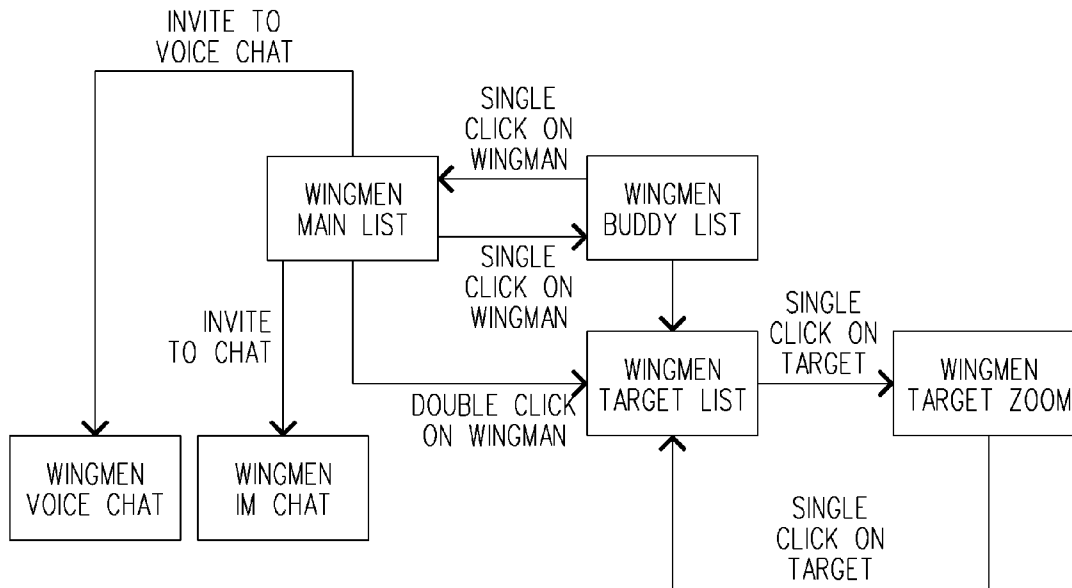 INVITE TO
VOICE CHAT
SINGLE
CLICK ON
WINGMAN
WINGMEN
MAIN LIST
WINGMEN
BUDDY LIST
SINGLE
CLICK ON
WINGMAN
INVITE
TO CHAT
SINGLE
CLICK ON
TARGET
WINGMEN
TARGET LIST
WINGMEN
TARGET ZOOM
DOUBLE CLICK
ON WINGMAN
WINGMEN
VOICE CHAT
WINGMEN
IM CHAT
SINGLE
CLICK ON
TARGET